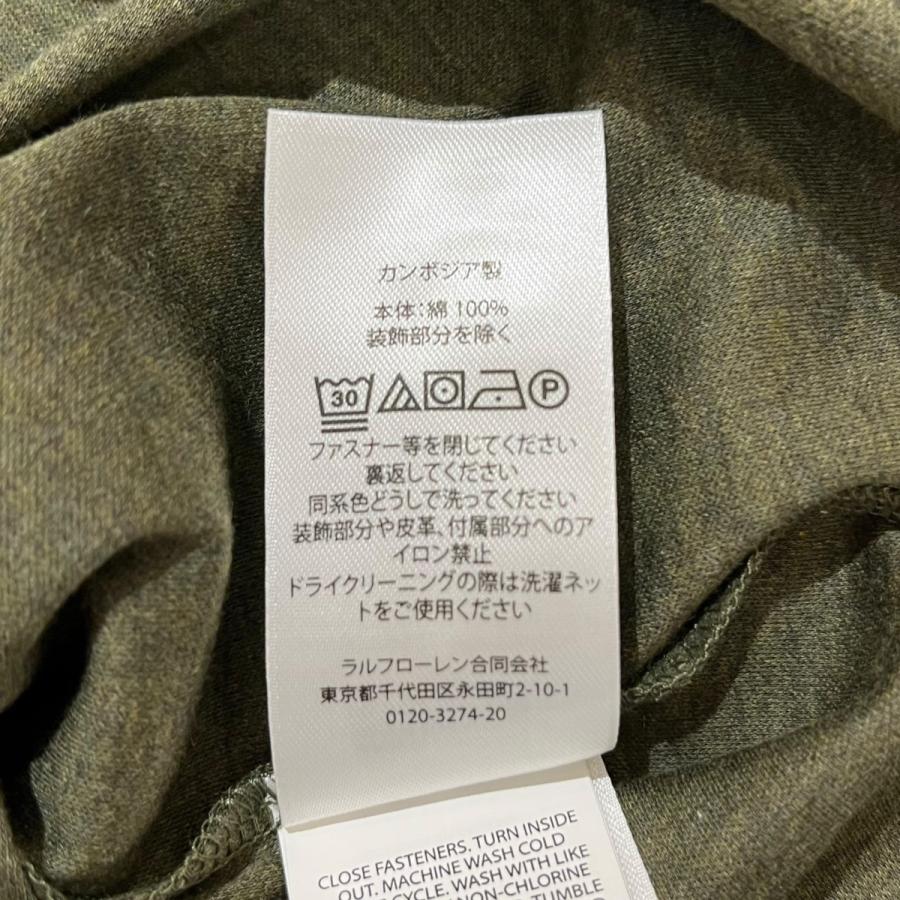 カンボジア製
本体：綿 100%
装飾部分を除く
30 P
ファスナー等を閉じてください
裏返してください
同系色どうしで洗ってください
装飾部分や皮革、付属部分へのア
イロン禁止
ドライクリーニングの際は洗濯ネッ
トをご使用ください
ラルフローレン合同会社
東京都千代田区永田町2-10-1
0120-3274-20
CLOSE FASTENERS. TURN INSIDE
OUT. MACHINE WASH COLD
CYCLE. WASH WITH LIKE
NON-CHLORINE
TUMBLE